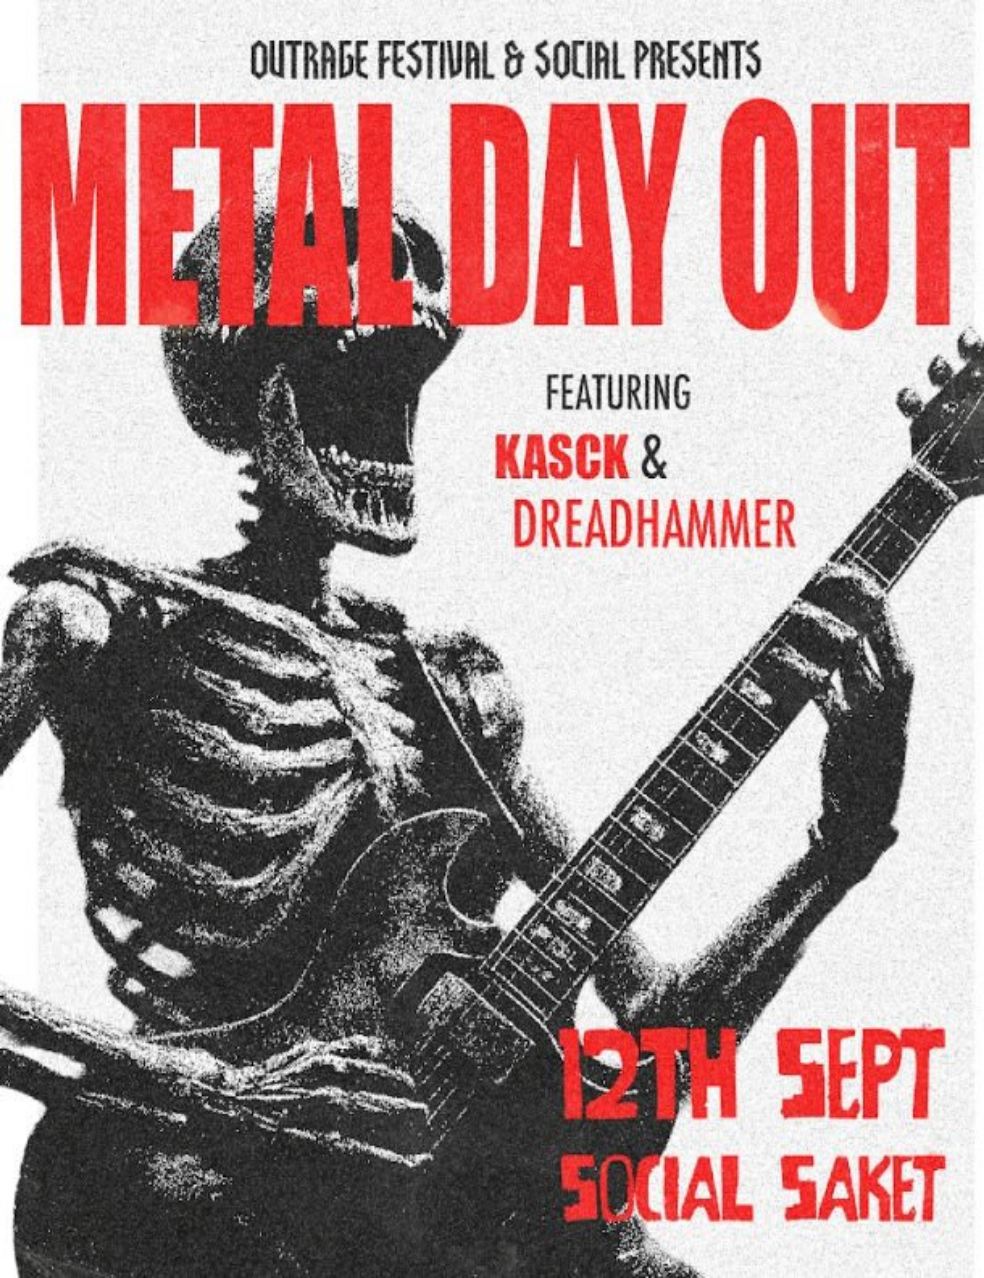 OUTRAGE FESTIVAL & SOCIAL PRESENTS
METAL DAY OUT
FEATURING
KASCK &
DREADHAMMER
12TH SEPT
SOCIAL SAKET